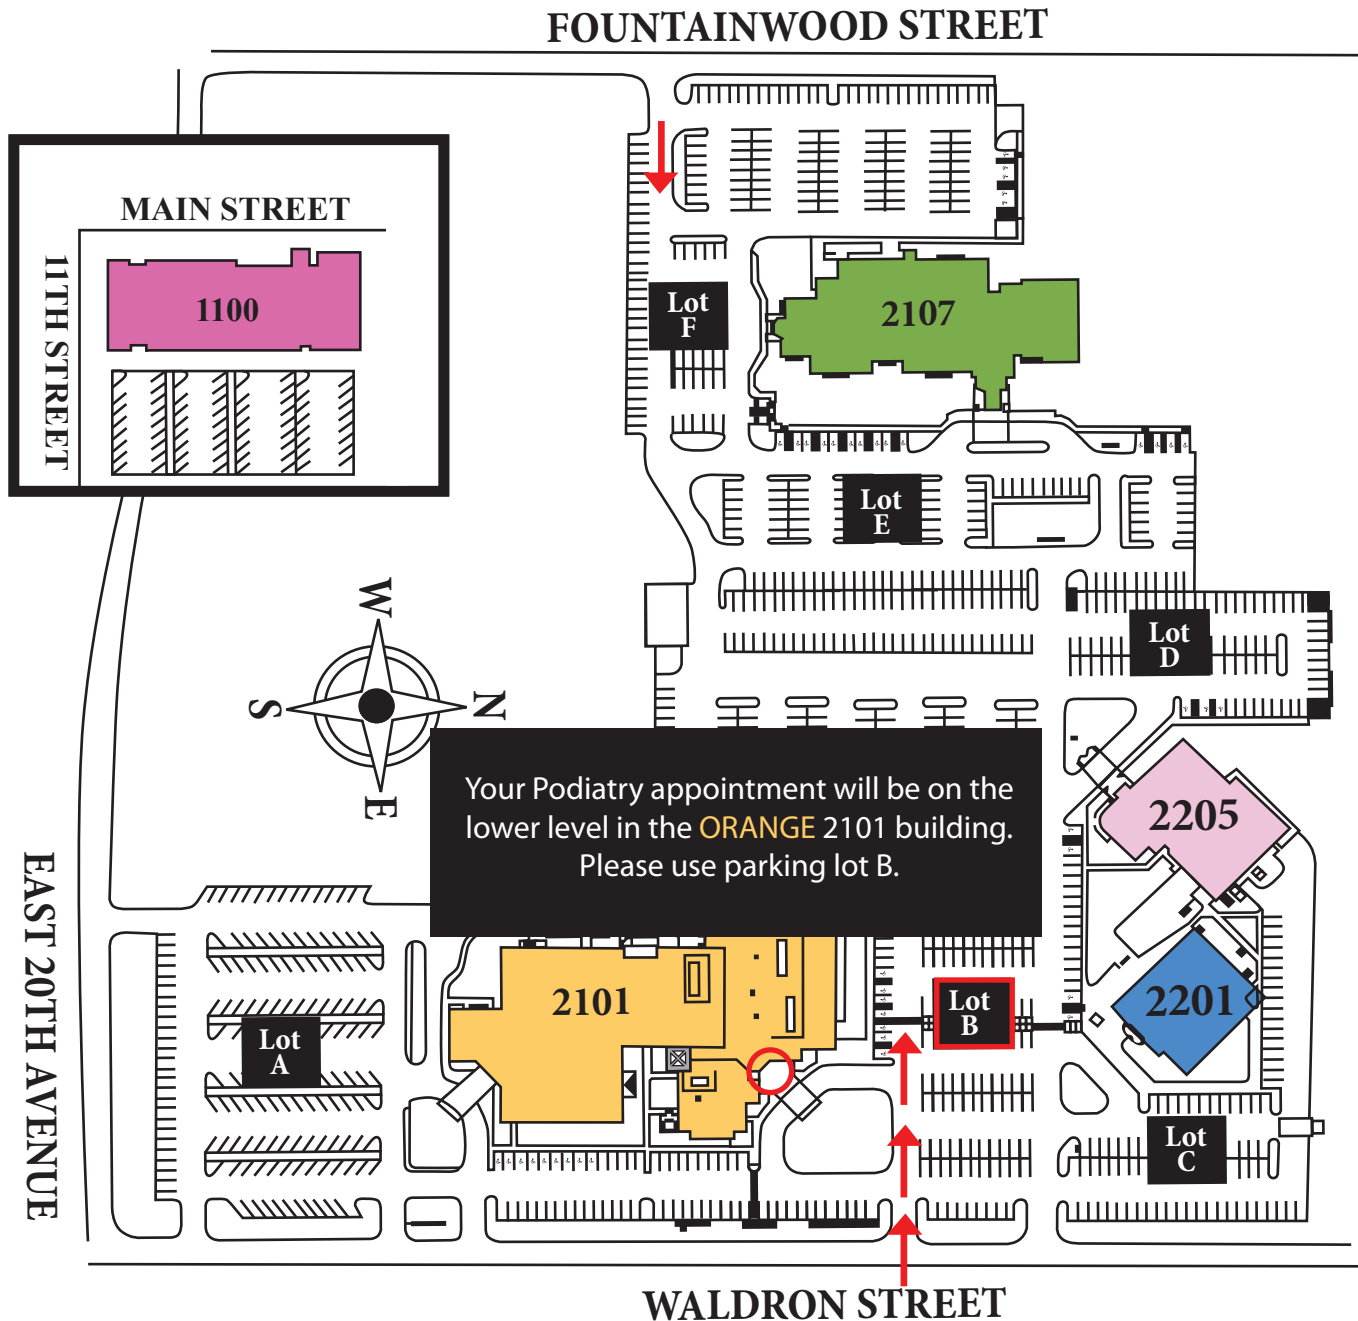 FOUNTAINWOOD STREET
MAIN STREET
11TH STREET
1100
Lot
F
2107
Lot
E
W
S
N
E
Lot
D
Your Podiatry appointment will be on the
lower level in the ORANGE 2101 building.
Please use parking lot B.
2205
EAST 20TH AVENUE
2101
Lot
B
2201
Lot
A
Lot
C
WALDRON STREET